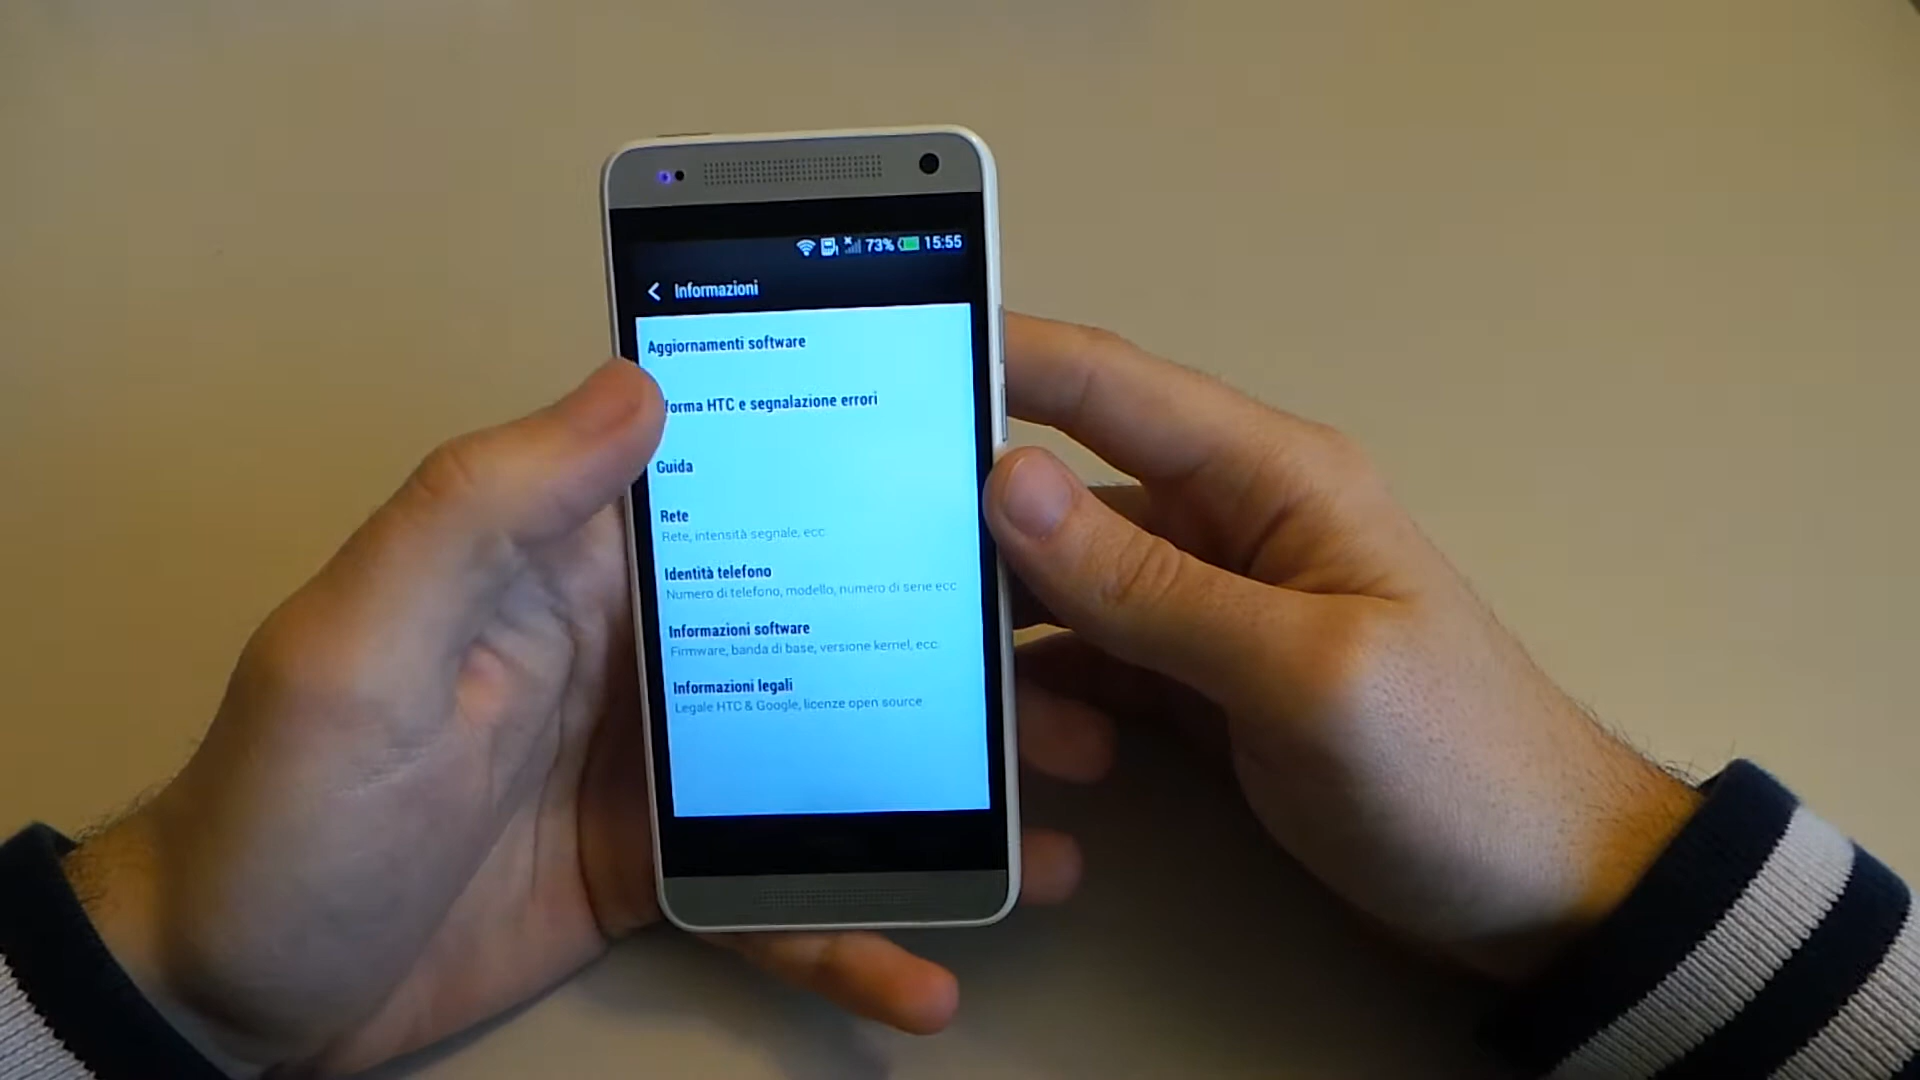 73% 15:55
Informazioni
Aggiornamenti software
forma HTC e segnalazione errori
Guida
Rete
Rete, intensità segnale, ecc.
Identità telefono
Numero di telefono, modello, numero di serie ecc.
Informazioni software
Firmware, banda di base, versione kernel, ecc.
Informazioni legali
Legale HTC & Google, licenze open source